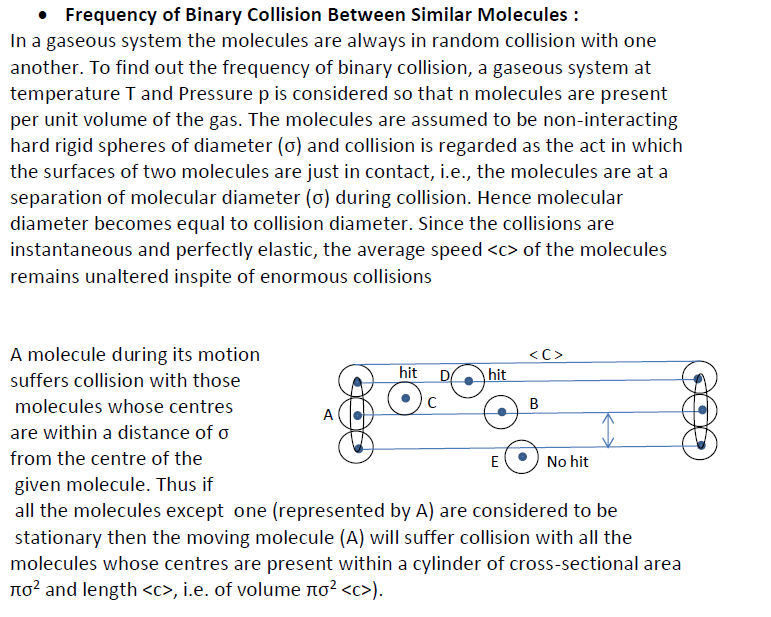 • Frequency of Binary Collision Between Similar Molecules :
In a gaseous system the molecules are always in random collision with one
another. To find out the frequency of binary collision, a gaseous system at
temperature T and Pressure p is considered so that n molecules are present
per unit volume of the gas. The molecules are assumed to be non-interacting
hard rigid spheres of diameter (σ) and collision is regarded as the act in which
the surfaces of two molecules are just in contact, i.e., the molecules are at a
separation of molecular diameter (σ) during collision. Hence molecular
diameter becomes equal to collision diameter. Since the collisions are
instantaneous and perfectly elastic, the average speed <c> of the molecules
remains unaltered inspite of enormous collisions
A molecule during its motion
suffers collision with those
molecules whose centres
are within a distance of σ
from the centre of the
given molecule. Thus if
<C>
hit D hit
C B
A
E No hit
all the molecules except one (represented by A) are considered to be
stationary then the moving molecule (A) will suffer collision with all the
molecules whose centres are present within a cylinder of cross-sectional area
πσ² and length <c>, i.e. of volume πσ² <c>).